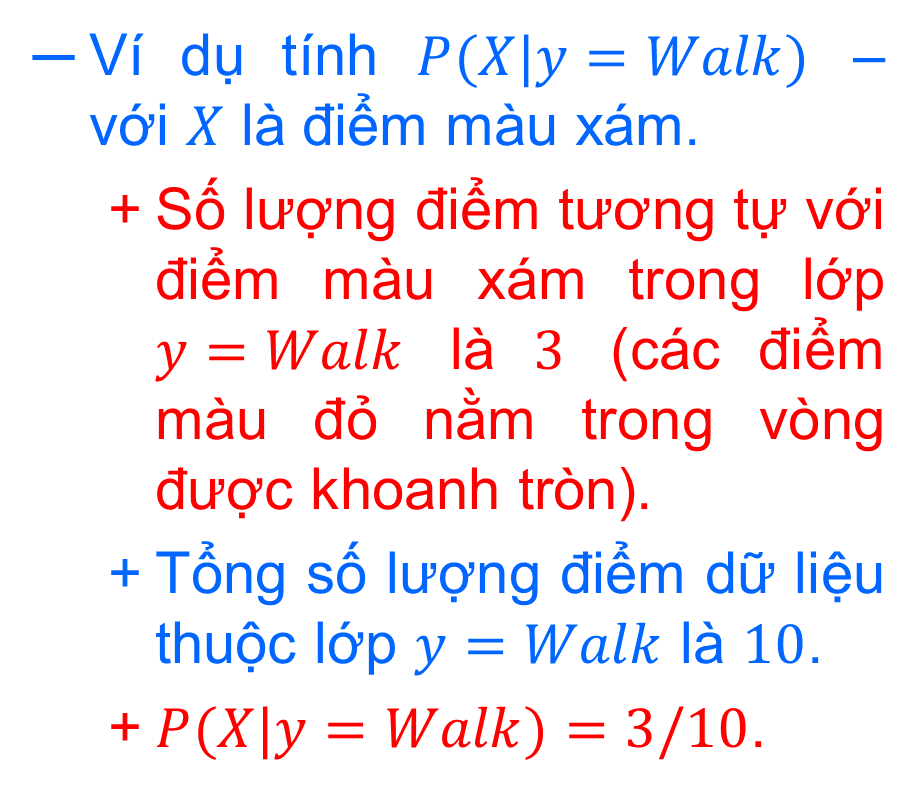 – Ví dụ tính P(X|y = Walk) –
với X là điểm màu xám.
+ Số lượng điểm tương tự với
điểm màu xám trong lớp
y = Walk là 3 (các điểm
màu đỏ nằm trong vòng
được khoanh tròn).
+ Tổng số lượng điểm dữ liệu
thuộc lớp y = Walk là 10.
+ P(X|y = Walk) = 3/10.